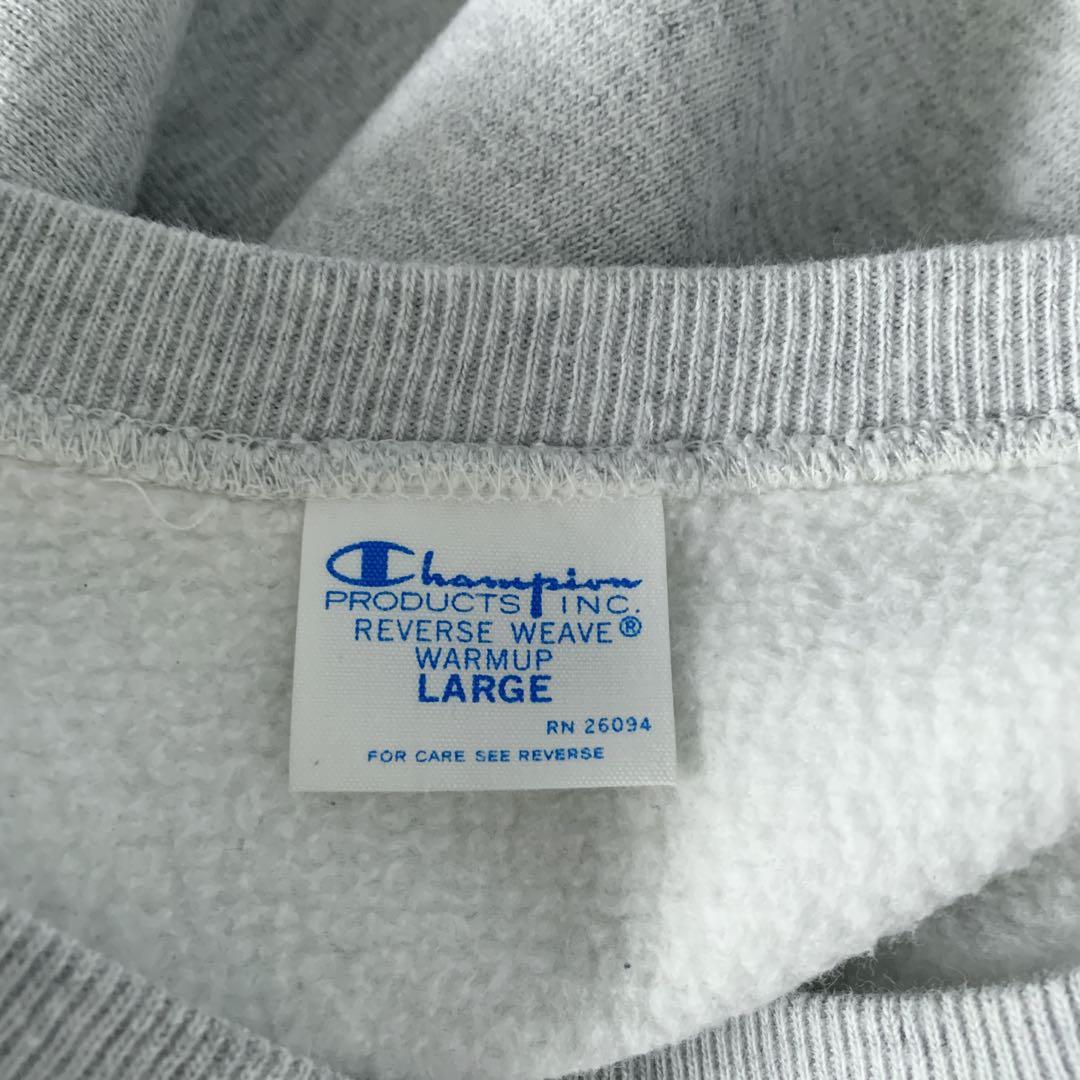 Champion
PRODUCTS INC.
REVERSE WEAVE®
WARMUP
LARGE
RN 26094
FOR CARE SEE REVERSE